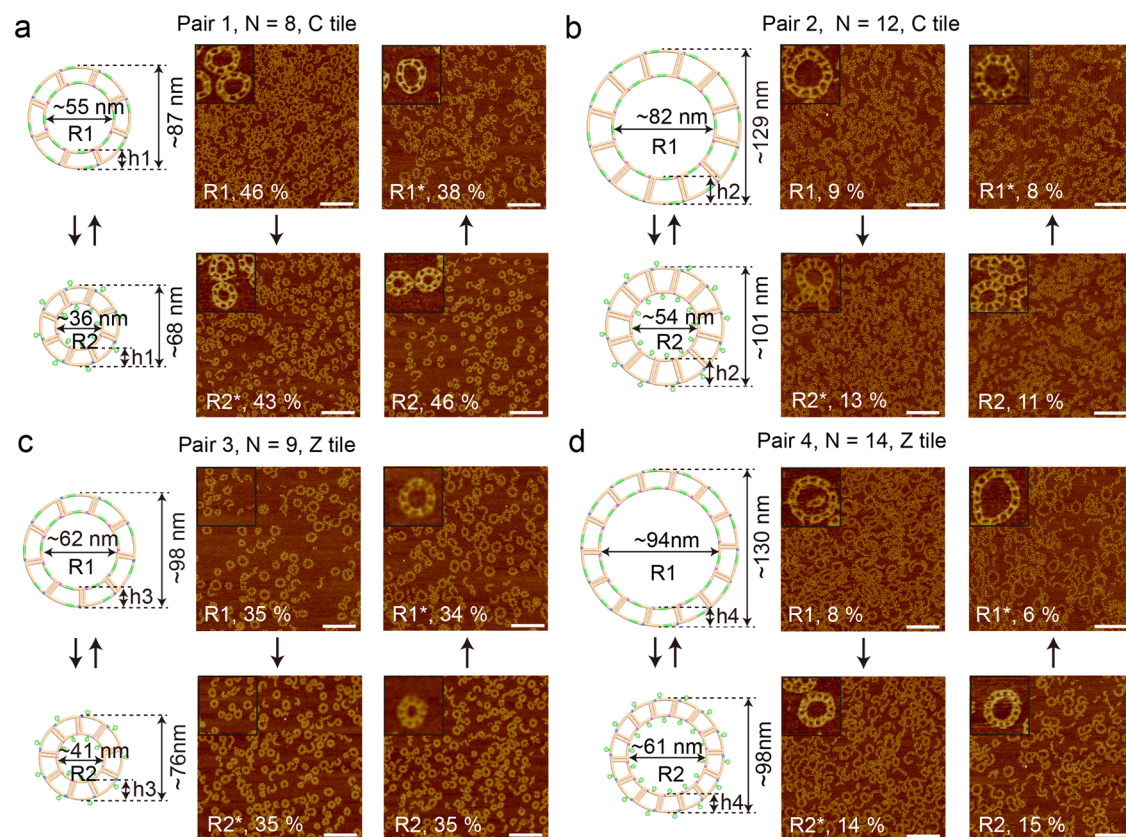 a
Pair 1, N = 8, C tile
~55 nm
R1
h1
~87 nm
R1, 46 %
R1*, 38 %
~36 nm
R2
h1
~68 nm
R2*, 43 %
R2, 46 %
b
Pair 2, N = 12, C tile
~82 nm
R1
h2
~129 nm
R1, 9 %
R1*, 8 %
~54 nm
R2
h2
~101 nm
R2*, 13 %
R2, 11 %
c
Pair 3, N = 9, Z tile
~62 nm
R1
h3
~98 nm
R1, 35 %
R1*, 34 %
~41 nm
R2
h3
~76nm
R2*, 35 %
R2, 35 %
d
Pair 4, N = 14, Z tile
~94nm
R1
h4
~130 nm
R1, 8 %
R1*, 6 %
~61 nm
R2
h4
~98nm
R2*, 14 %
R2, 15 %